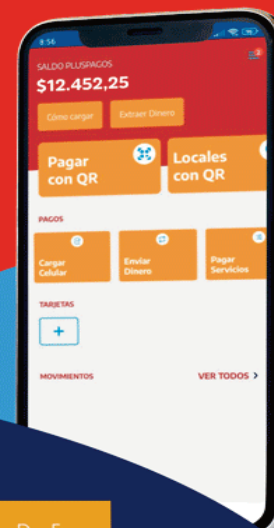 8:56
SALDO PLUSPAGOS
$12.452,25
Cómo cargar
Extraer Dinero
Pagar
con QR
Locales
con QR
PAGOS
Cargar
Celular
Enviar
Dinero
Pagar
Servicios
TARJETAS
+
MOVIMIENTOS
VER TODOS >